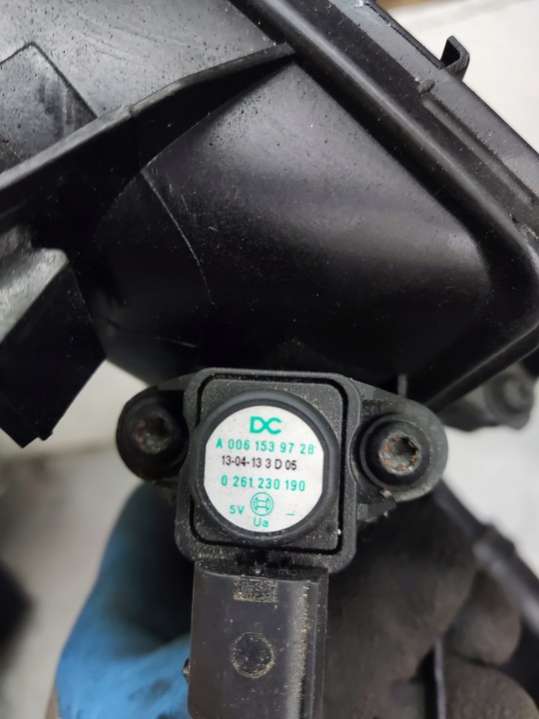 DC
A 006 153 97 28
13-04-13 3 D 05
0 261 230 190
5V
Ua